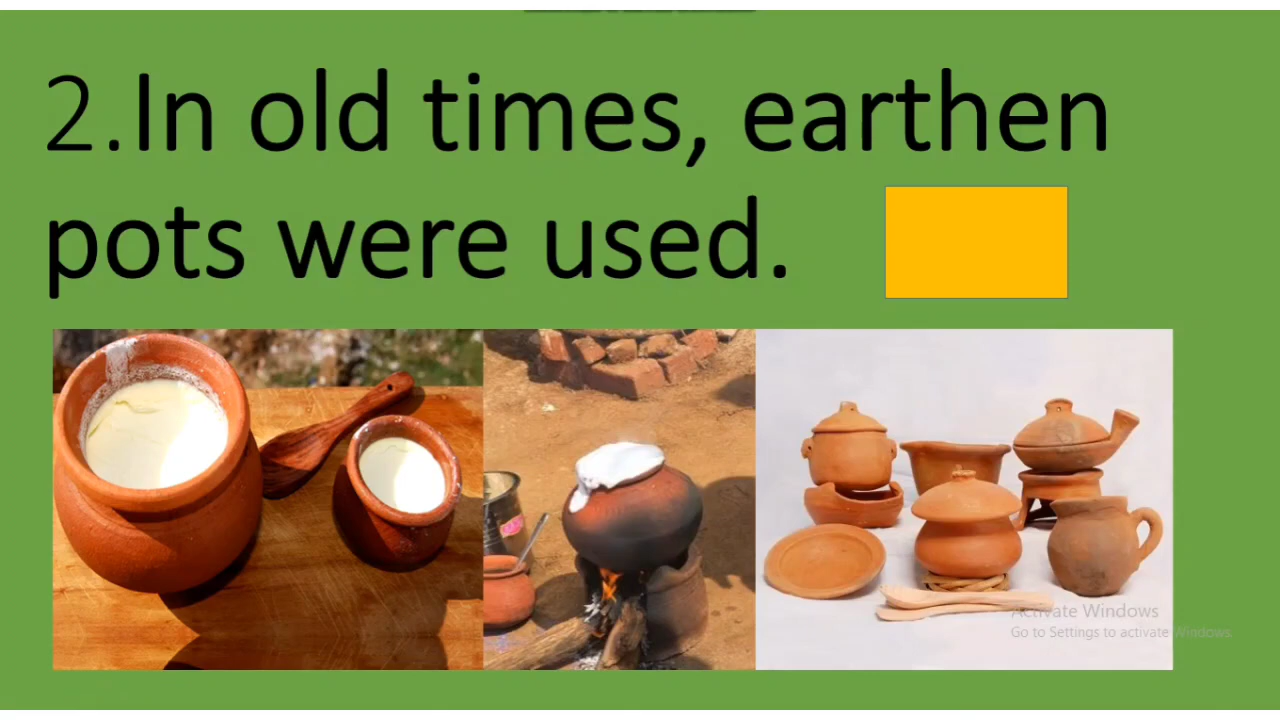 2.In old times, earthen
pots were used.
Activate Windows
Go to Settings to activate Windows.